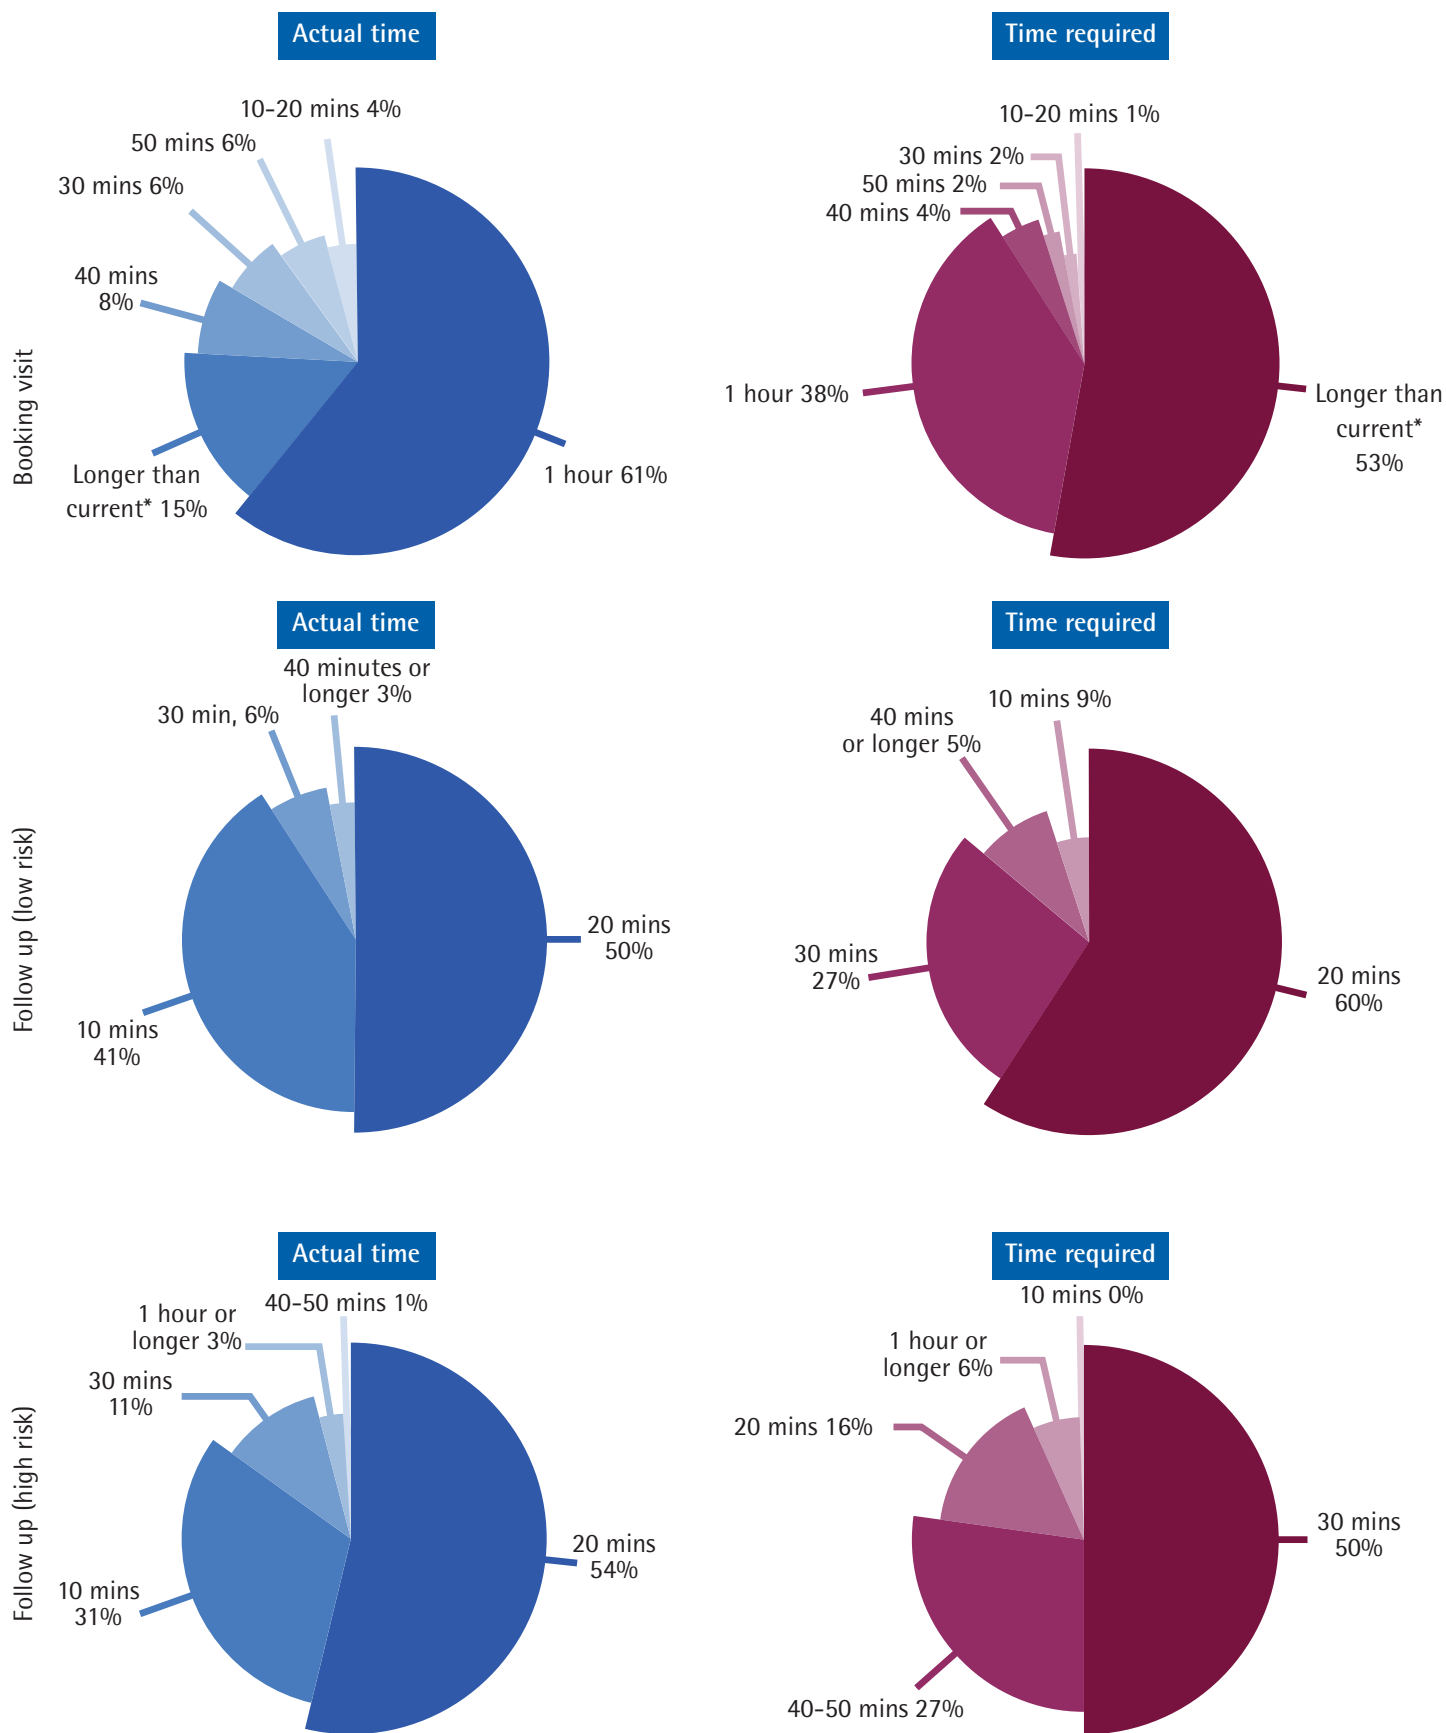 Actual time
Time required
Booking visit
10-20 mins 4%
50 mins 6%
30 mins 6%
40 mins
8%
Longer than
current* 15%
1 hour 61%
10-20 mins 1%
30 mins 2%
50 mins 2%
40 mins 4%
1 hour 38%
Longer than
current*
53%
Actual time
Time required
Follow up (low risk)
40 minutes or
longer 3%
30 min, 6%
10 mins
41%
20 mins
50%
10 mins 9%
40 mins
or longer 5%
30 mins
27%
20 mins
60%
Actual time
Time required
Follow up (high risk)
40-50 mins 1%
1 hour or
longer 3%
30 mins
11%
10 mins
31%
20 mins
54%
10 mins 0%
1 hour or
longer 6%
20 mins 16%
40-50 mins 27%
30 mins
50%